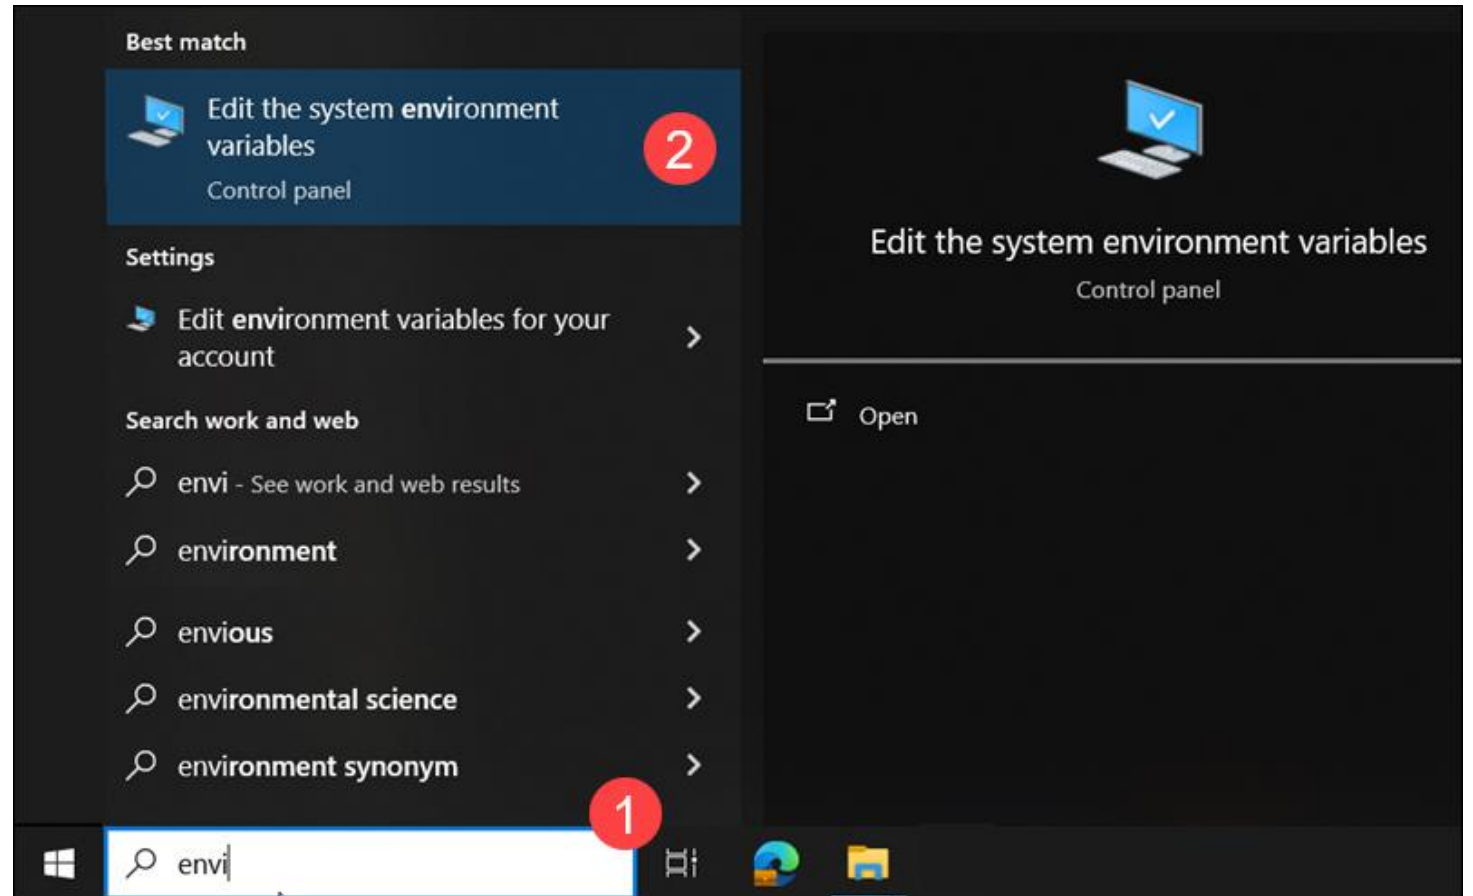 Best match
Edit the system environment
variables
Control panel
2
Settings
Edit environment variables for your
account
Search work and web
envi - See work and web results
environment
envious
environmental science
environment synonym
1
envi
Edit the system environment variables
Control panel
Open